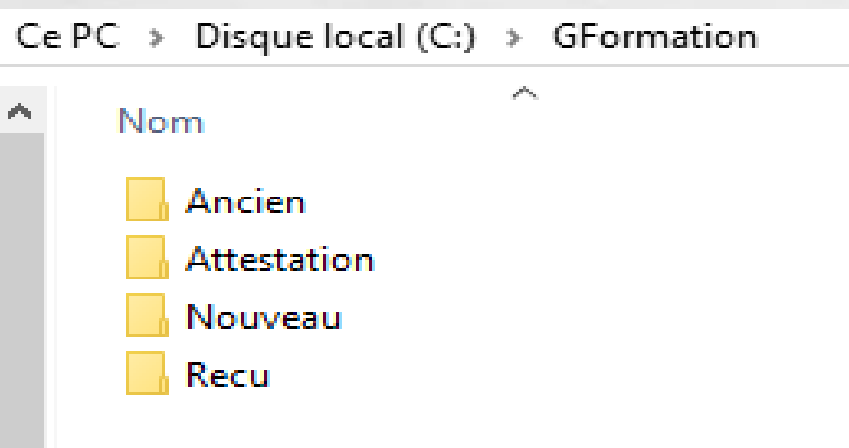 Ce PC > Disque local (C:) > GFormation
Nom
Ancien
Attestation
Nouveau
Recu